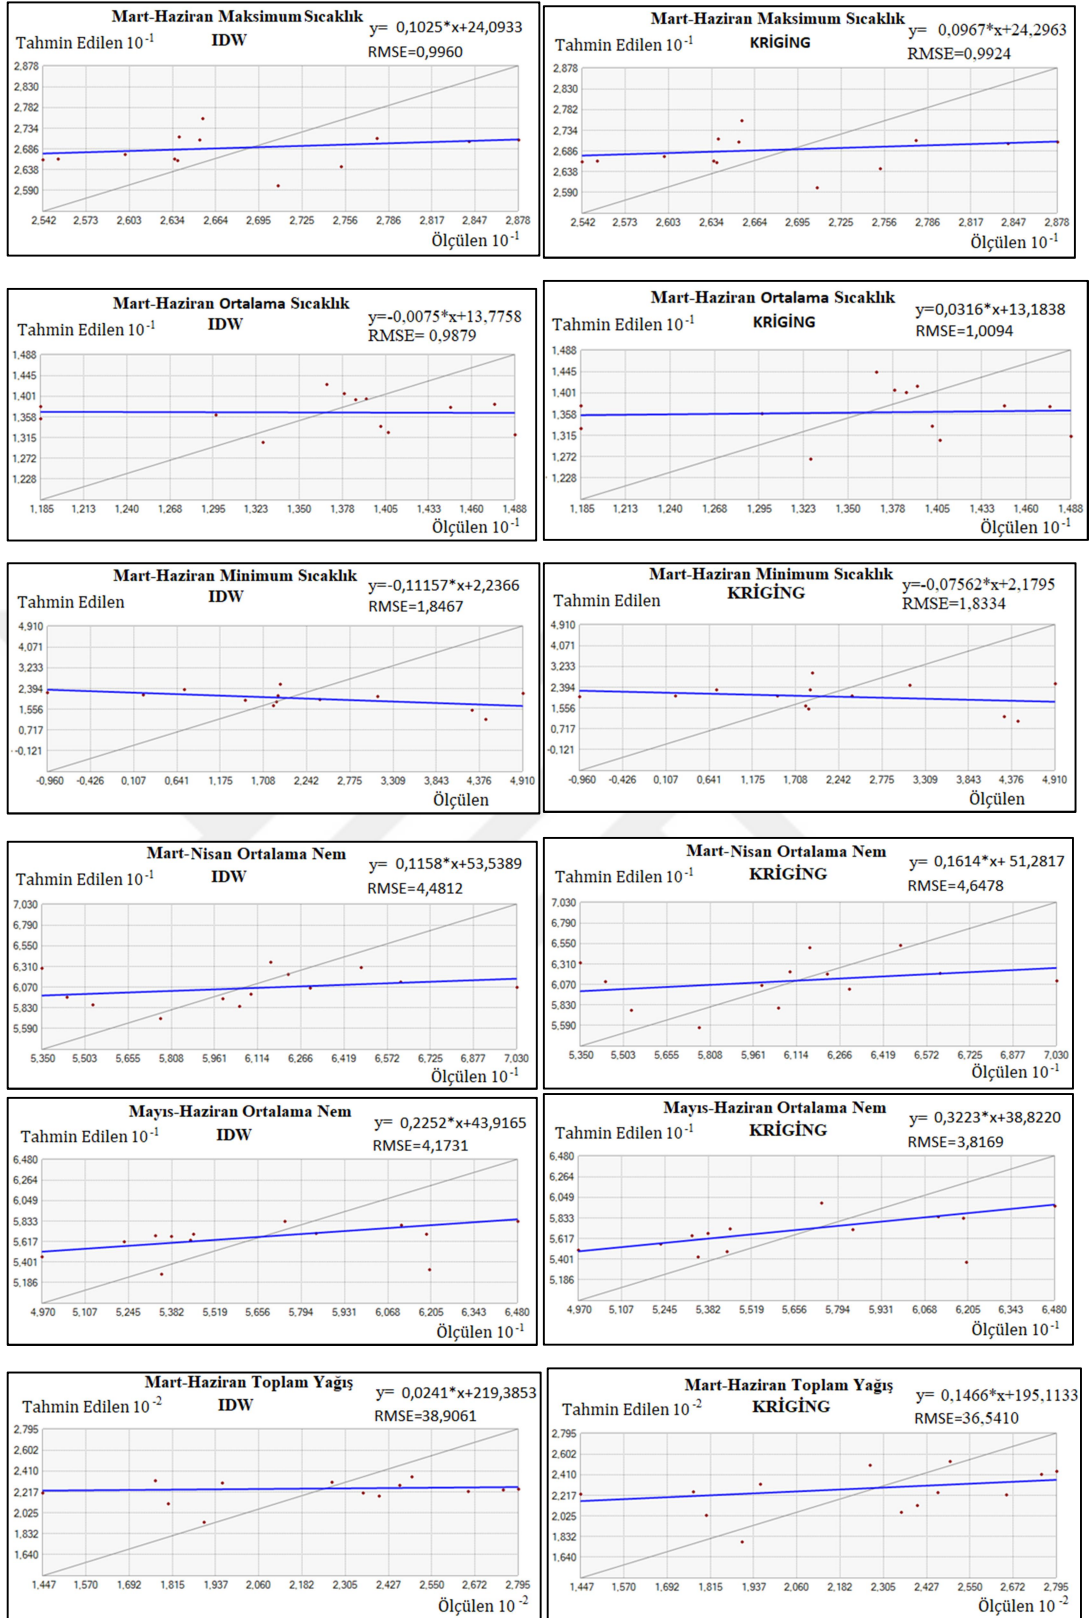 Mart-Haziran Maksimum Sıcaklık
Tahmin Edilen 10-1
IDW
y= 0,1025*x+24,0933
RMSE=0,9960
2,878
2,830
2,782
2,734
2,686
2,638
2,590
2,542 2,573 2,603 2,634 2,664 2,695 2,725 2,756 2,786 2,817 2,847 2,878
Ölçülen 10-1
Mart-Haziran Maksimum Sıcaklık
Tahmin Edilen 10-1
KRİGİNG
y= 0,0967*x+24,2963
RMSE=0,9924
2,878
2,830
2,782
2,734
2,686
2,638
2,590
2,542 2,573 2,603 2,634 2,664 2,695 2,725 2,756 2,786 2,817 2,847 2,878
Ölçülen 10-1
Mart-Haziran Ortalama Sıcaklık
Tahmin Edilen 10-1
IDW
y=-0,0075*x+13,7758
RMSE= 0,9879
1,488
1,445
1,401
1,358
1,315
1,272
1,228
1,185 1,213 1,240 1,268 1,295 1,323 1,350 1,378 1,405 1,433 1,460 1,488
Ölçülen 10-1
Mart-Haziran Ortalama Sıcaklık
Tahmin Edilen 10-1
KRİGİNG
y=0,0316*x+13,1838
RMSE=1,0094
1,488
1,445
1,401
1,358
1,315
1,272
1,228
1,185 1,213 1,240 1,268 1,295 1,323 1,350 1,378 1,405 1,433 1,460 1,488
Ölçülen 10-1
Mart-Haziran Minimum Sıcaklık
Tahmin Edilen
IDW
y=-0,11157*x+2,2366
RMSE=1,8467
4,910
4,071
3,233
2,394
1,556
0,717
-0,121
-0,960 -0,426 0,107 0,641 1,175 1,708 2,242 2,775 3,309 3,843 4,376 4,910
Ölçülen
Mart-Haziran Minimum Sıcaklık
Tahmin Edilen
KRİGİNG
y=-0,07562*x+2,1795
RMSE=1,8334
4,910
4,071
3,233
2,394
1,556
0,717
-0,121
-0,960 -0,426 0,107 0,641 1,175 1,708 2,242 2,775 3,309 3,843 4,376 4,910
Ölçülen
Mart-Nisan Ortalama Nem
Tahmin Edilen 10-1
IDW
y= 0,1158*x+53,5389
RMSE=4,4812
7,030
6,790
6,550
6,310
6,070
5,830
5,590
5,350 5,503 5,655 5,808 5,961 6,114 6,266 6,419 6,572 6,725 6,877 7,030
Ölçülen 10-1
Mart-Nisan Ortalama Nem
Tahmin Edilen 10-1
KRİGİNG
y= 0,1614*x+ 51,2817
RMSE=4,6478
7,030
6,790
6,550
6,310
6,070
5,830
5,590
5,350 5,503 5,655 5,808 5,961 6,114 6,266 6,419 6,572 6,725 6,877 7,030
Ölçülen 10-1
Mayıs-Haziran Ortalama Nem
Tahmin Edilen 10-1
IDW
y= 0,2252*x+43,9165
RMSE=4,1731
6,480
6,264
6,049
5,833
5,617
5,401
5,186
4,970 5,107 5,245 5,382 5,519 5,656 5,794 5,931 6,068 6,205 6,343 6,480
Ölçülen 10-1
Mayıs-Haziran Ortalama Nem
Tahmin Edilen 10-1
KRİGİNG
y= 0,3223*x+38,8220
RMSE=3,8169
6,480
6,264
6,049
5,833
5,617
5,401
5,186
4,970 5,107 5,245 5,382 5,519 5,656 5,794 5,931 6,068 6,205 6,343 6,480
Ölçülen 10-1
Mart-Haziran Toplam Yağış
Tahmin Edilen 10-2
IDW
y= 0,0241*x+219,3853
RMSE=38,9061
2,795
2,602
2,410
2,217
2,025
1,832
1,640
1,447 1,570 1,692 1,815 1,937 2,060 2,182 2,305 2,427 2,550 2,672 2,795
Ölçülen 10-2
Mart-Haziran Toplam Yağış
Tahmin Edilen 10-2
KRİGİNG
y= 0,1466*x+195,1133
RMSE=36,5410
2,795
2,602
2,410
2,217
2,025
1,832
1,640
1,447 1,570 1,692 1,815 1,937 2,060 2,182 2,305 2,427 2,550 2,672 2,795
Ölçülen 10-2